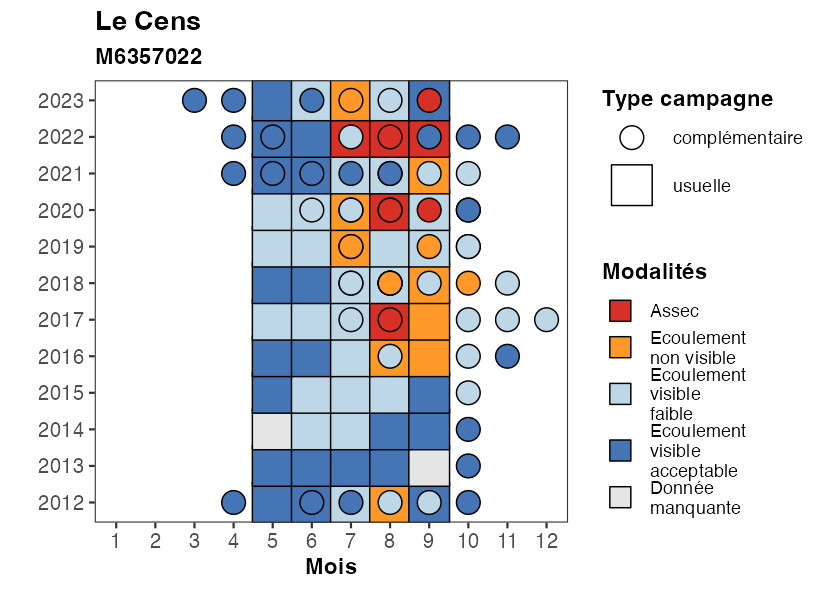 Le Cens
M6357022
2023
2022
2021
2020
2019
2018
2017
2016
2015
2014
2013
2012
1 2 3 4 5 6 7 8 9 10 11 12
Mois
Type campagne
complémentaire
usuelle
Modalités
Assec
Ecoulement
non visible
Ecoulement
visible
faible
Ecoulement
visible
acceptable
Donnée
manquante